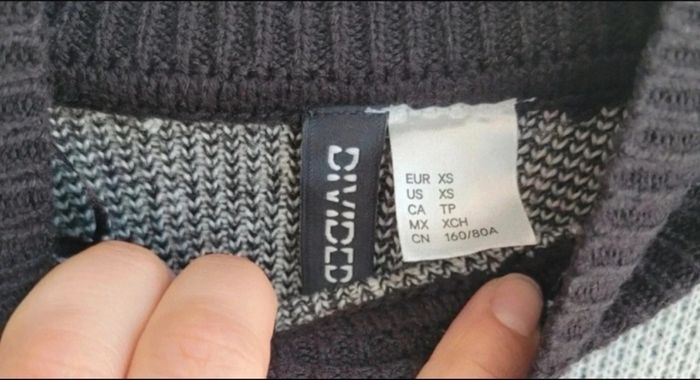 DIVIDED
EUR XS
US XS
CA TP
MX XCH
CN 160/80A